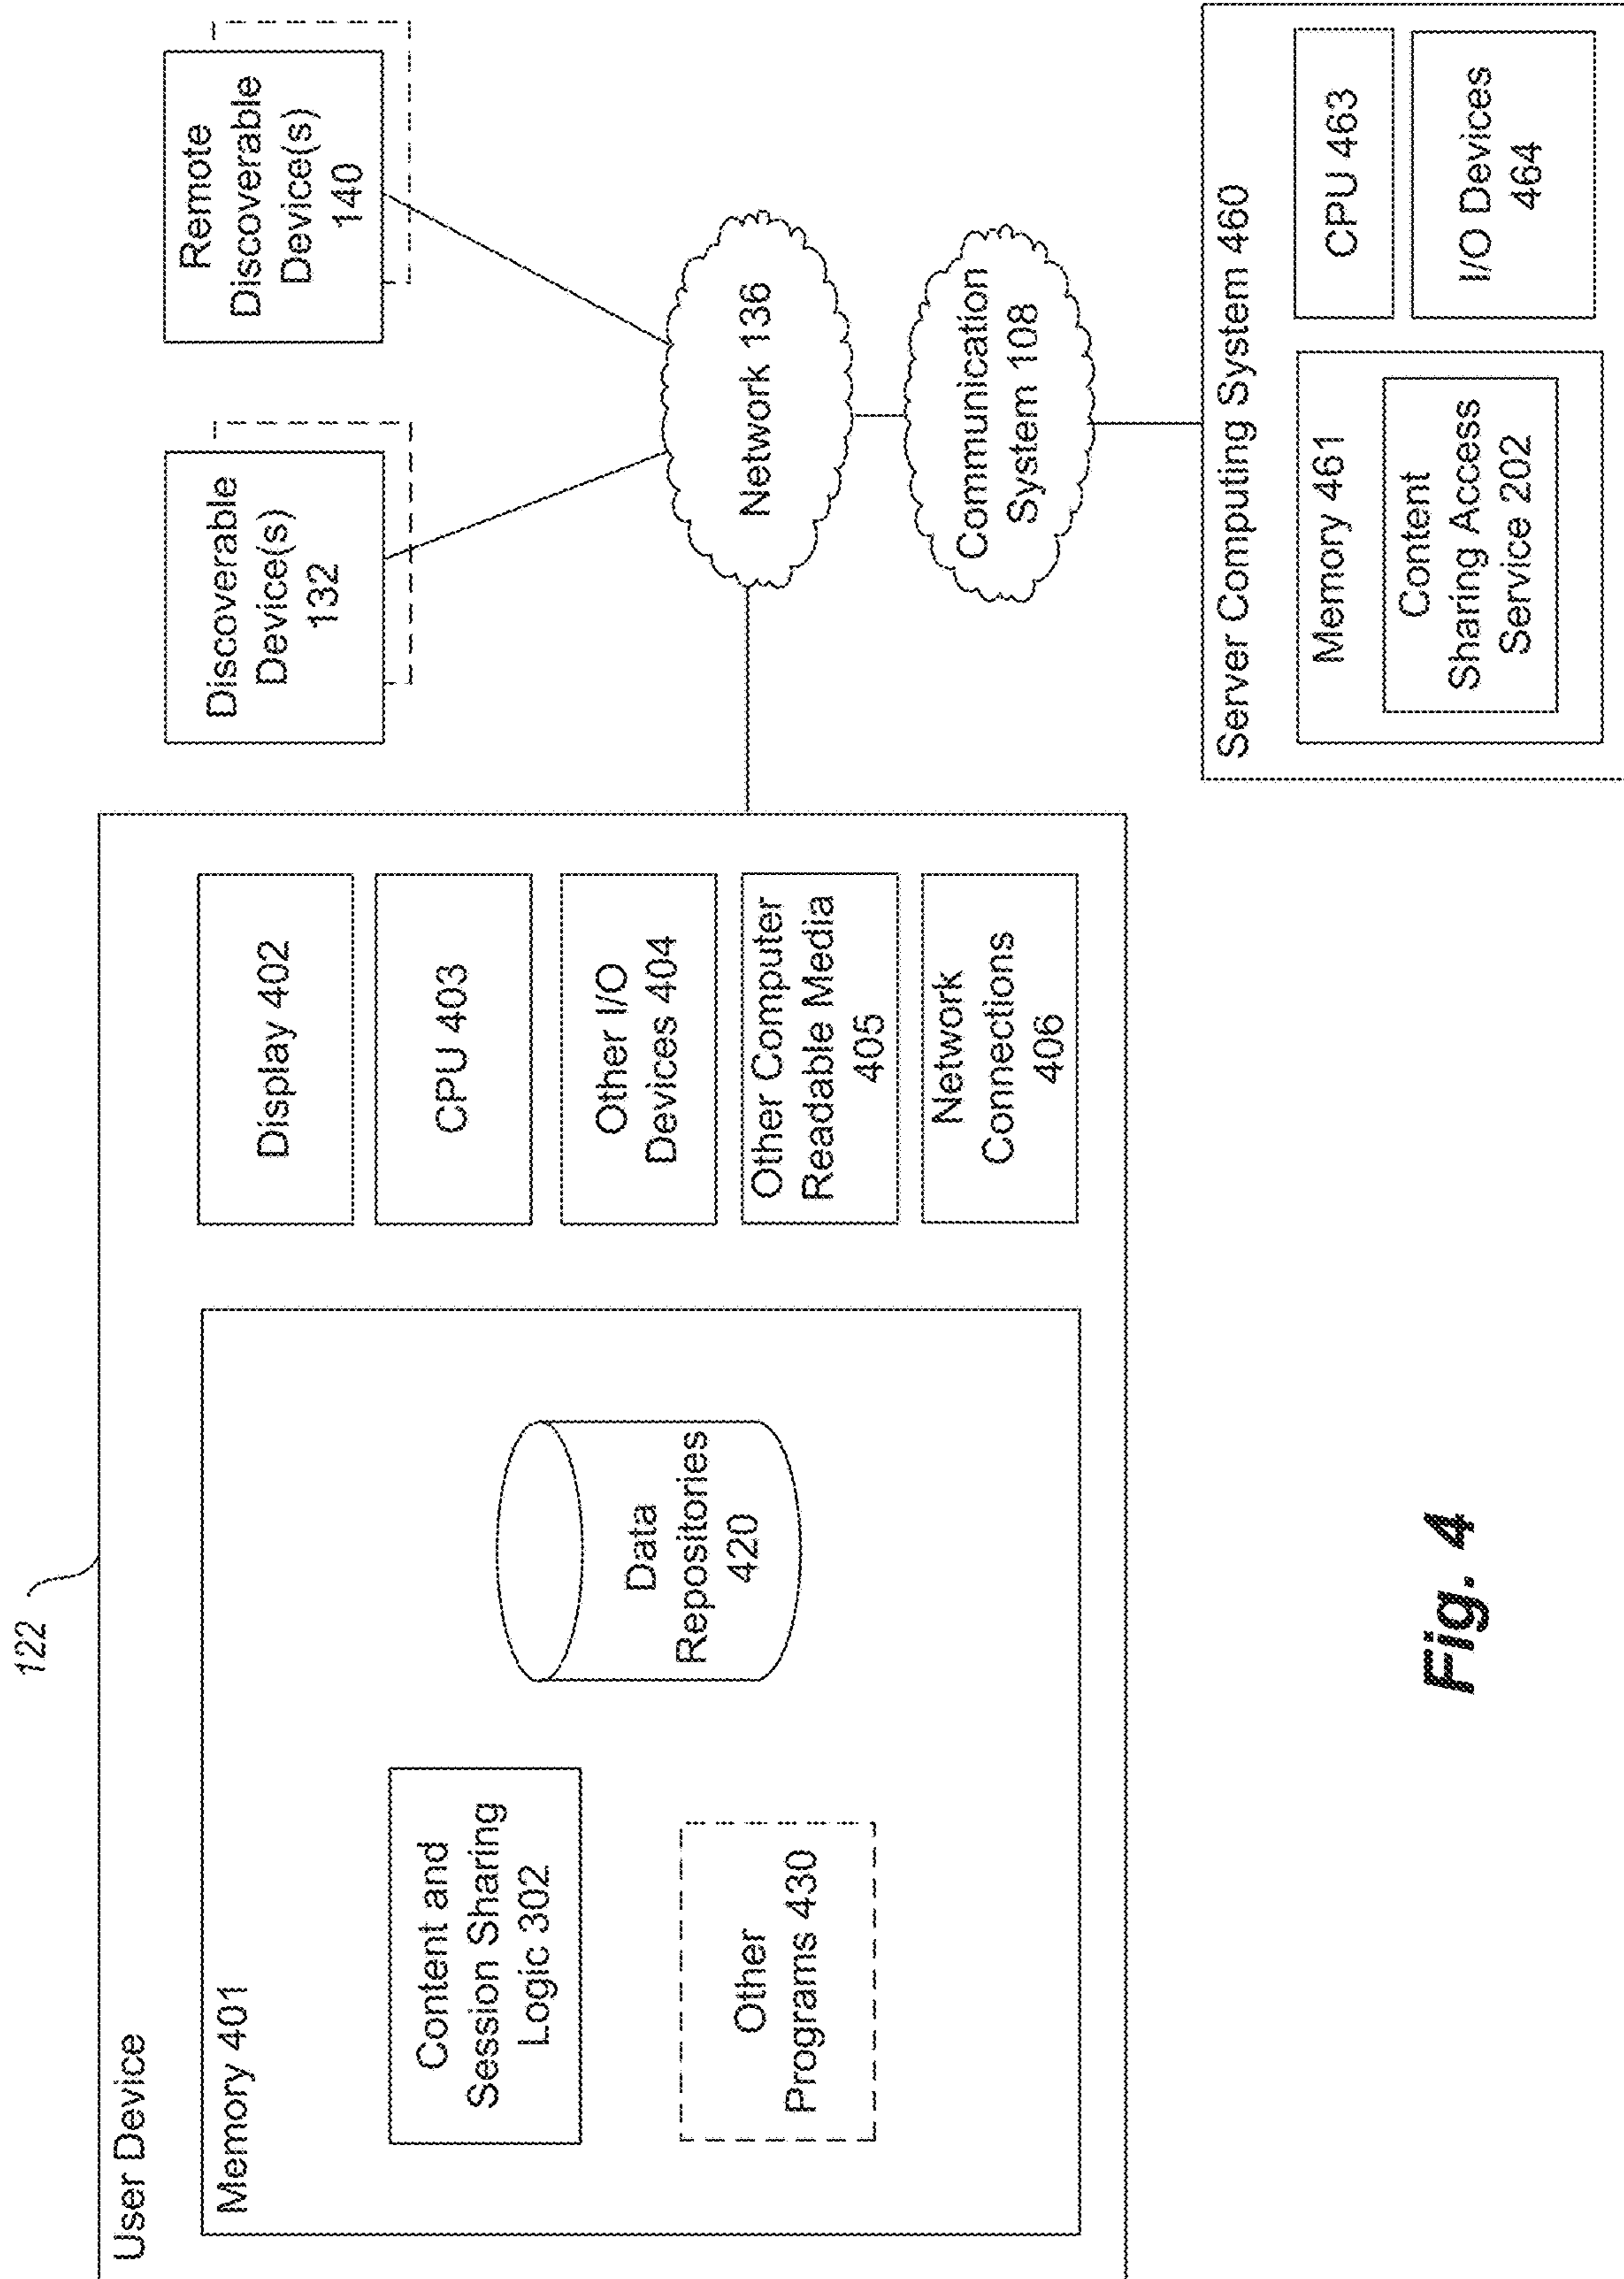 122
User Device
Memory 401
Content and
Session Sharing
Logic 302
Other
Programs 430
Data
Repositories
420
Display 402
CPU 403
Other I/O
Devices 404
Other Computer
Readable Media
405
Network
Connections
406
Discoverable
Device(s)
132
Remote
Discoverable
Device(s)
140
Network 136
Communication
System 108
Server Computing System 460
Memory 461
Content
Sharing Access
Service 202
CPU 463
I/O Devices
464
Fig. 4